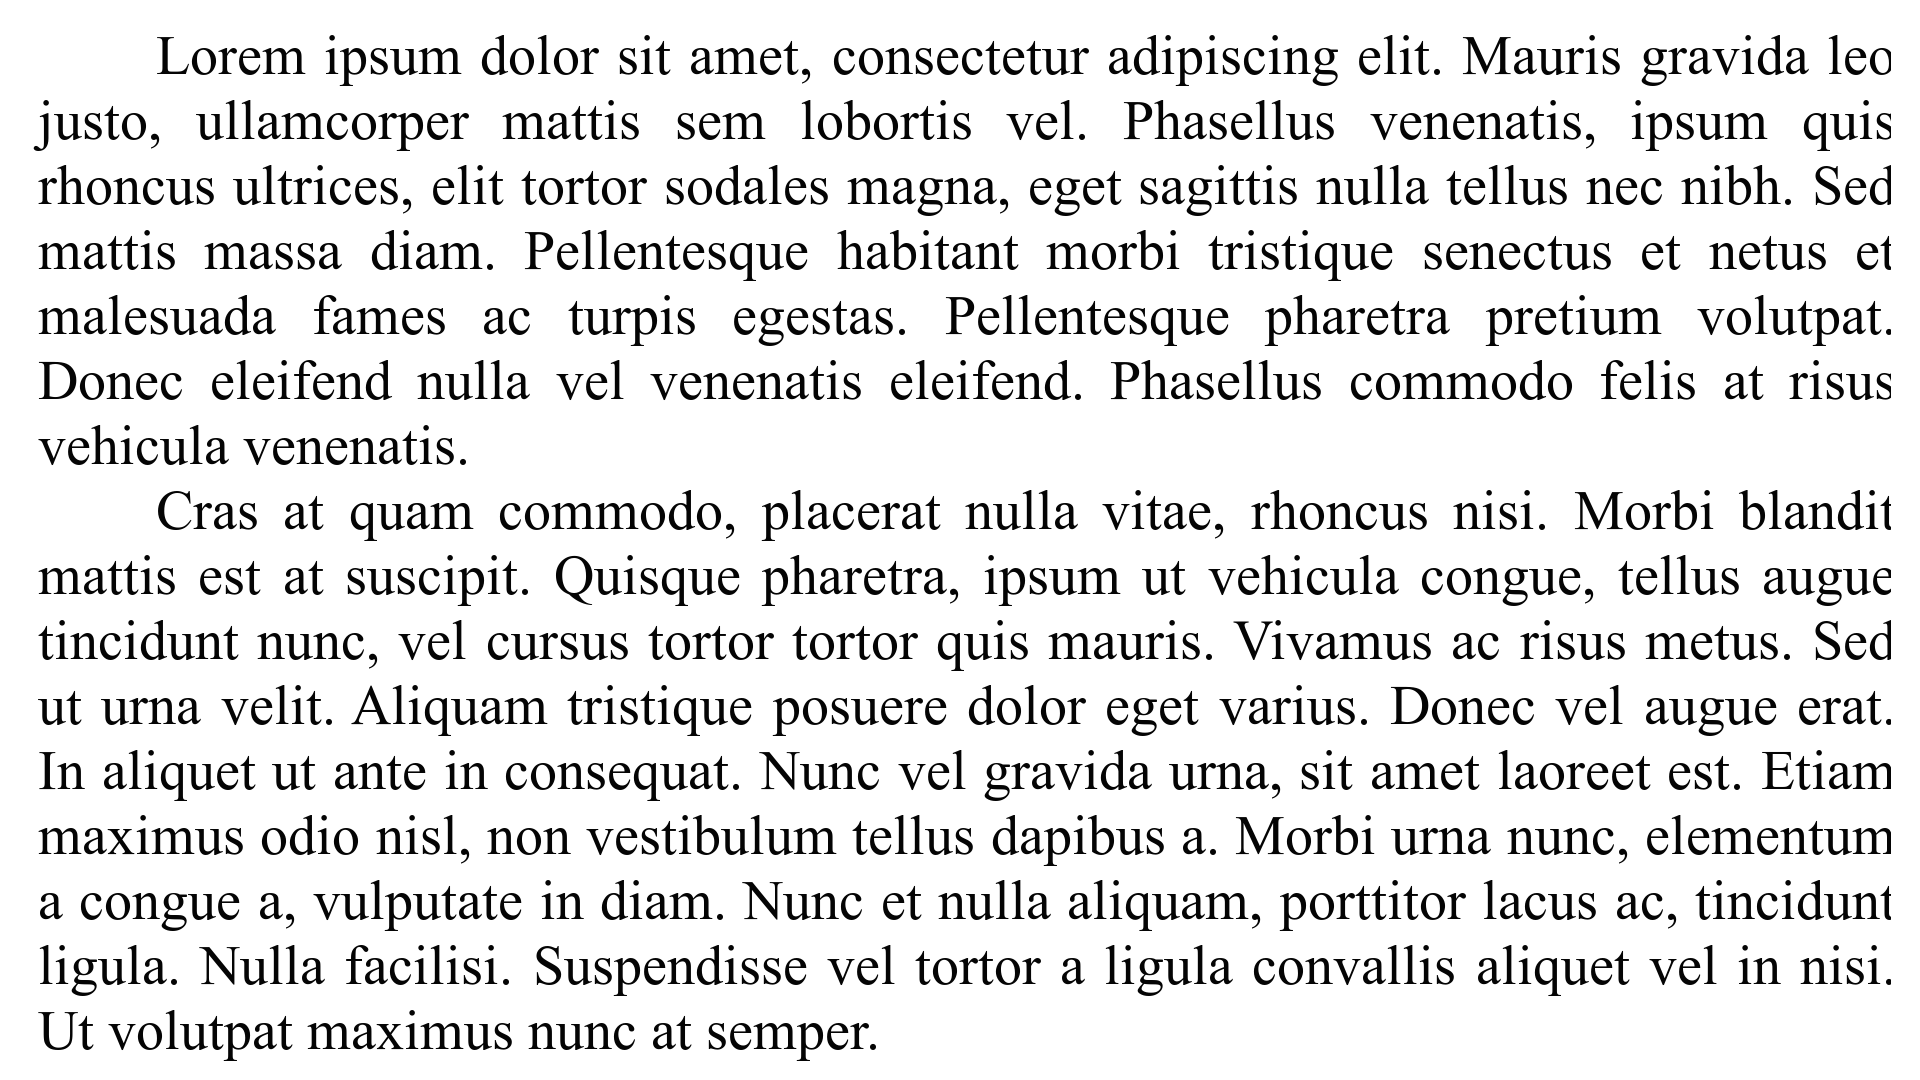 Lorem ipsum dolor sit amet, consectetur adipiscing elit. Mauris gravida leo
justo, ullamcorper mattis sem lobortis vel. Phasellus venenatis, ipsum quis
rhoncus ultrices, elit tortor sodales magna, eget sagittis nulla tellus nec nibh. Sed
mattis massa diam. Pellentesque habitant morbi tristique senectus et netus et
malesuada fames ac turpis egestas. Pellentesque pharetra pretium volutpat.
Donec eleifend nulla vel venenatis eleifend. Phasellus commodo felis at risus
vehicula venenatis.
Cras at quam commodo, placerat nulla vitae, rhoncus nisi. Morbi blandit
mattis est at suscipit. Quisque pharetra, ipsum ut vehicula congue, tellus augue
tincidunt nunc, vel cursus tortor tortor quis mauris. Vivamus ac risus metus. Sed
ut urna velit. Aliquam tristique posuere dolor eget varius. Donec vel augue erat.
In aliquet ut ante in consequat. Nunc vel gravida urna, sit amet laoreet est. Etiam
maximus odio nisl, non vestibulum tellus dapibus a. Morbi urna nunc, elementum
a congue a, vulputate in diam. Nunc et nulla aliquam, porttitor lacus ac, tincidunt
ligula. Nulla facilisi. Suspendisse vel tortor a ligula convallis aliquet vel in nisi.
Ut volutpat maximus nunc at semper.